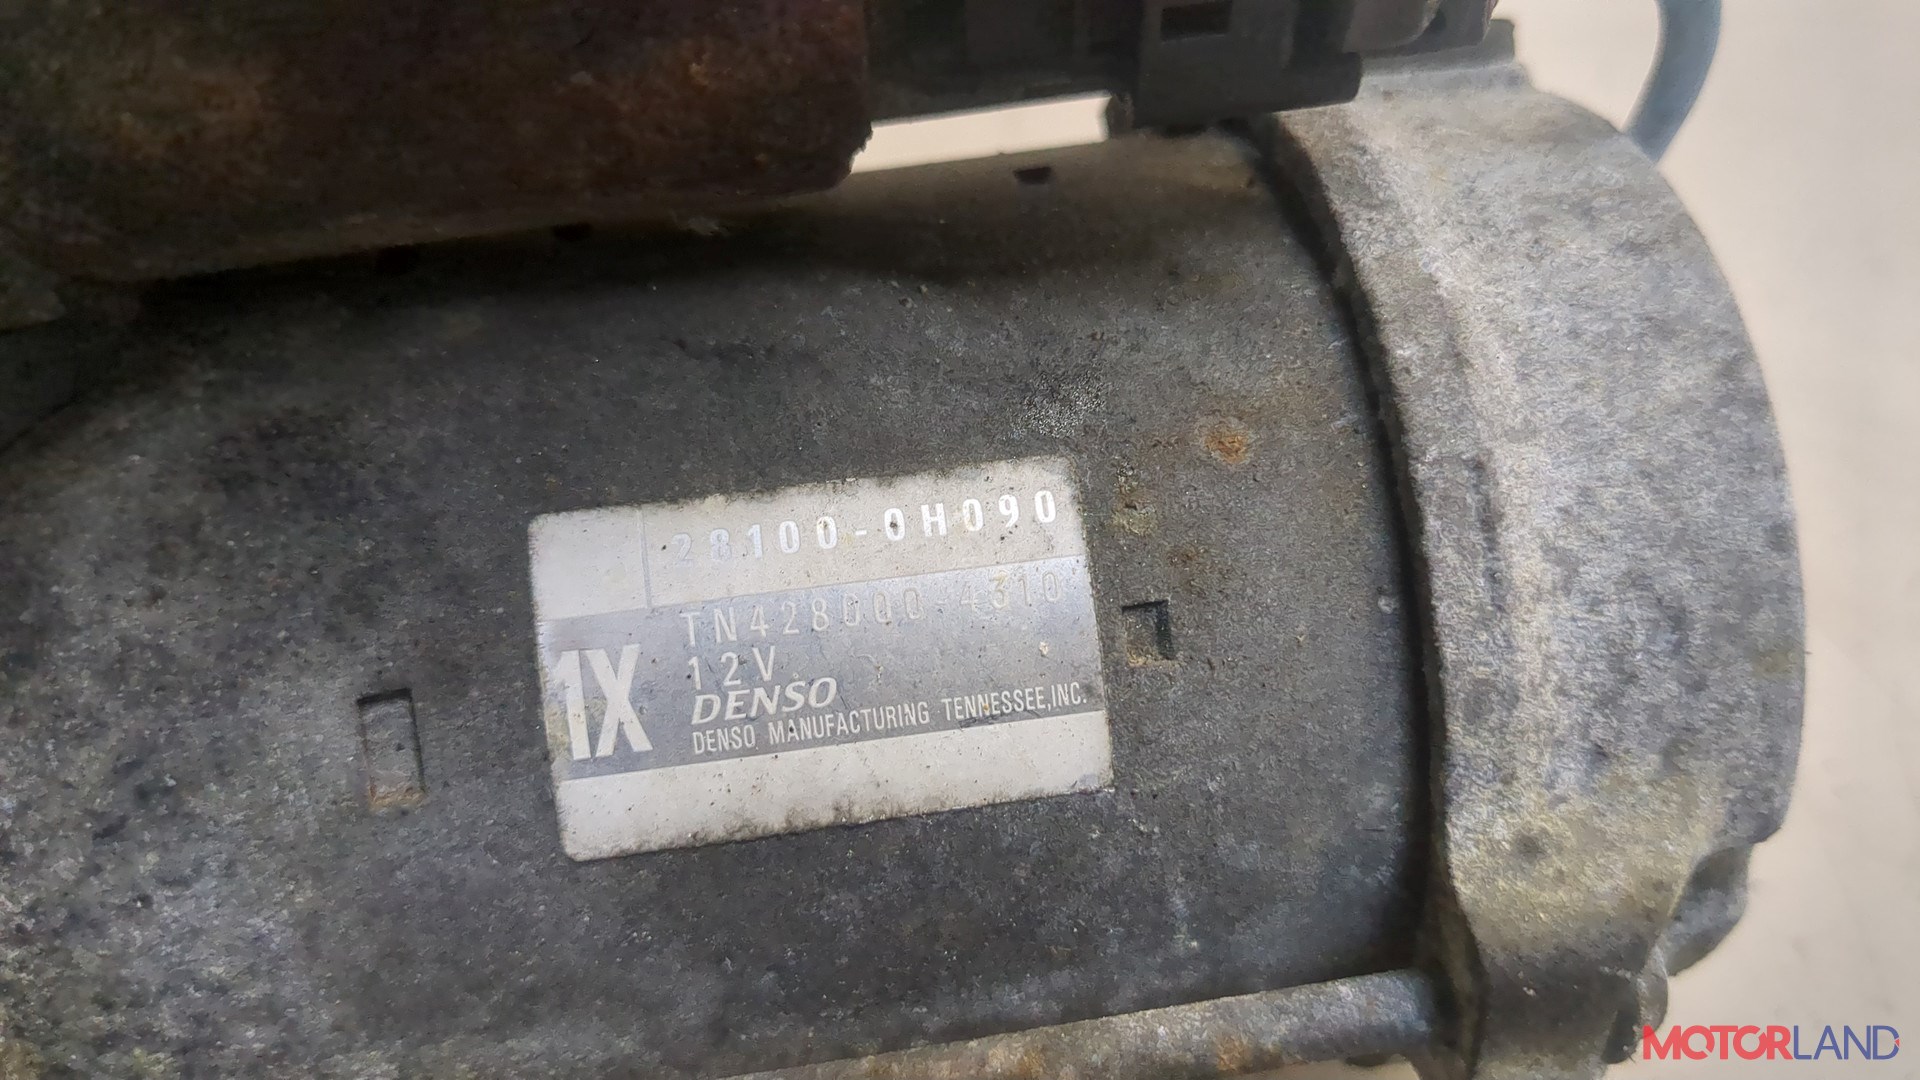 28100-0H090
TN428000-4310
12V
1X
DENSO
DENSO MANUFACTURING TENNESSEE,INC.
MOTORLAND